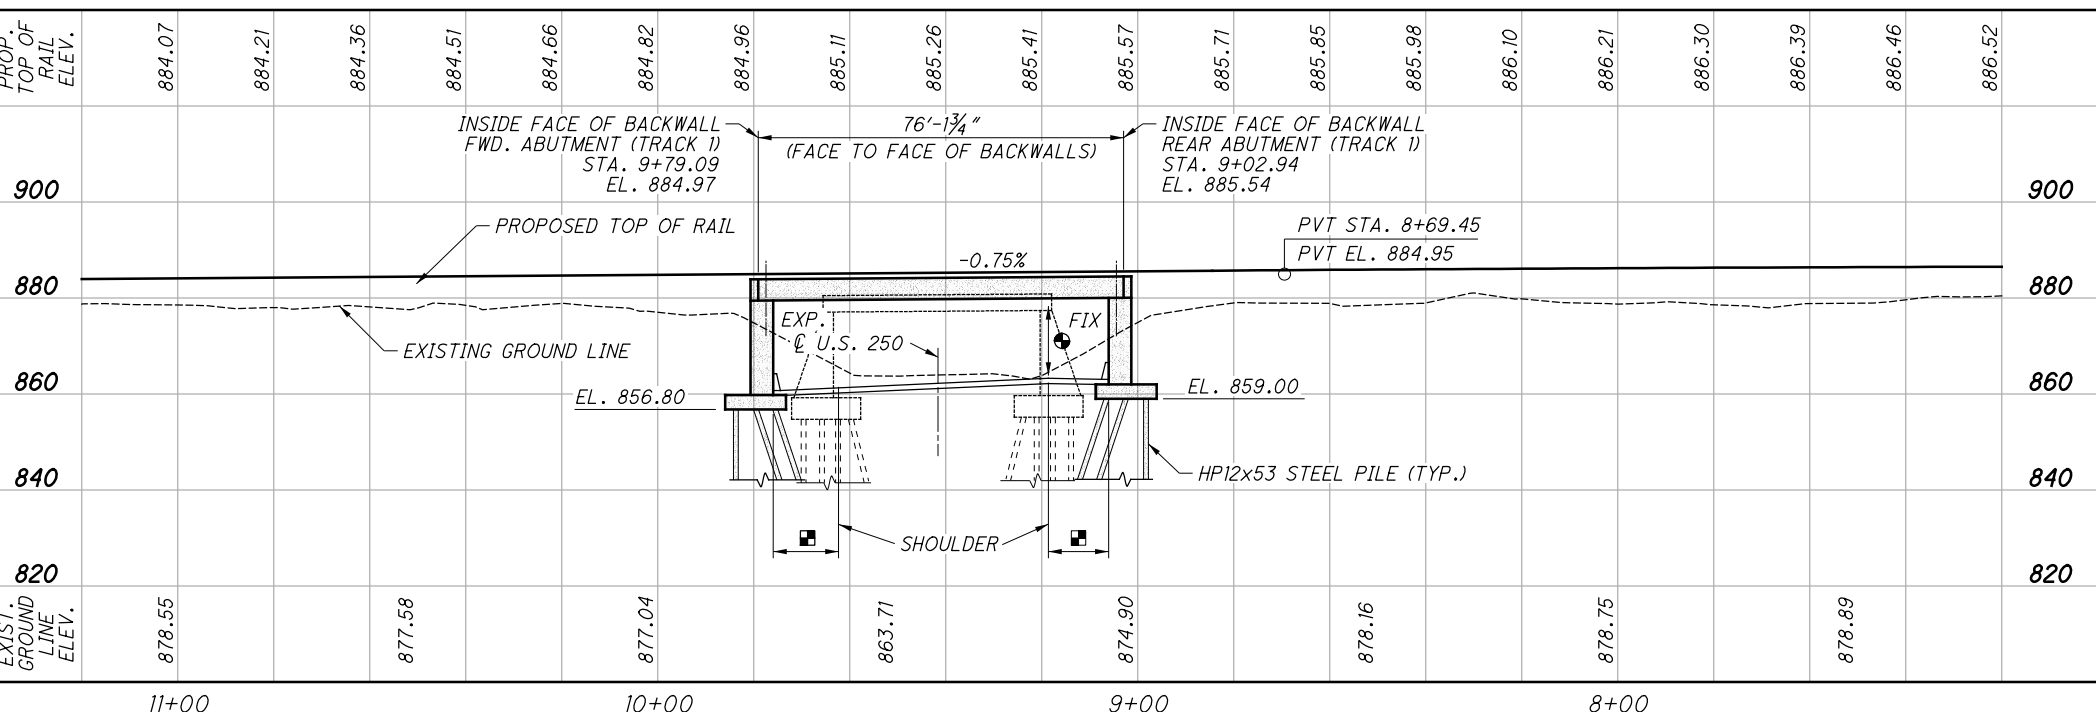 PROP.
TOP OF
RAIL
ELEV.
884.07
884.21
884.36
884.51
884.66
884.82
884.96
885.11
885.26
885.41
885.57
885.71
885.85
885.98
886.10
886.21
886.30
886.39
886.46
886.52
INSIDE FACE OF BACKWALL
FWD. ABUTMENT (TRACK 1)
STA. 9+79.09
EL. 884.97
76'-1¾"
(FACE TO FACE OF BACKWALLS)
INSIDE FACE OF BACKWALL
REAR ABUTMENT (TRACK 1)
STA. 9+02.94
EL. 885.54
900
900
PROPOSED TOP OF RAIL
PVT STA. 8+69.45
PVT EL. 884.95
-0.75%
880
880
EXP.
FIX
℄ U.S. 250
EXISTING GROUND LINE
860
860
EL. 856.80
EL. 859.00
840
840
HP12x53 STEEL PILE (TYP.)
SHOULDER
820
820
EXIST.
GROUND
LINE
ELEV.
878.55
877.58
877.04
863.71
874.90
878.16
878.75
878.89
11+00
10+00
9+00
8+00